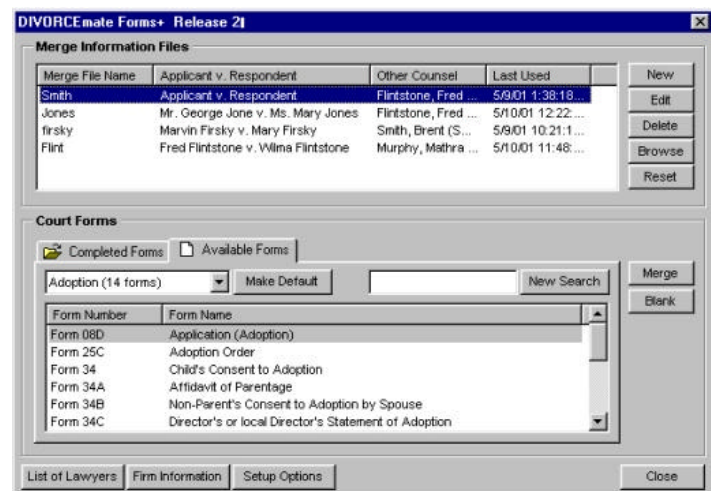 DIVORCEmate Forms+ Release 2
Merge Information Files
Merge File Name Applicant v. Respondent Other Counsel Last Used
Smith Applicant v. Respondent Flintstone, Fred ... 5/9/01 1:38:18...
Jones Mr. George Jone v. Ms. Mary Jones Flintstone, Fred ... 5/10/01 12:22:...
firsky Marvin Firsky v. Mary Firsky Smith, Brent (S... 5/9/01 10:21:1...
Flint Fred Flintstone v. Wilma Flintstone Murphy, Mathra ... 5/10/01 11:48:...
New
Edit
Delete
Browse
Reset
Court Forms
Completed Forms Available Forms
Adoption (14 forms) Make Default New Search
Merge
Blank
Form Number Form Name
Form 08D Application (Adoption)
Form 25C Adoption Order
Form 34 Child's Consent to Adoption
Form 34A Affidavit of Parentage
Form 34B Non-Parent's Consent to Adoption by Spouse
Form 34C Director's or local Director's Statement of Adoption
List of Lawyers Firm Information Setup Options Close